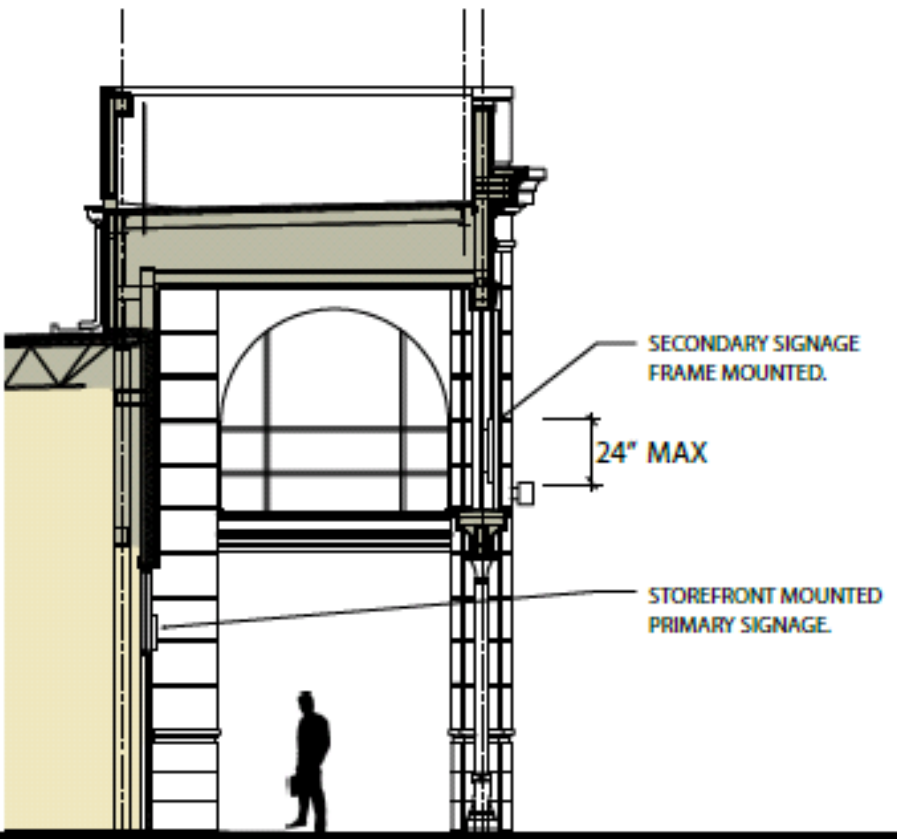 SECONDARY SIGNAGE
FRAME MOUNTED.
24" MAX
STOREFRONT MOUNTED
PRIMARY SIGNAGE.